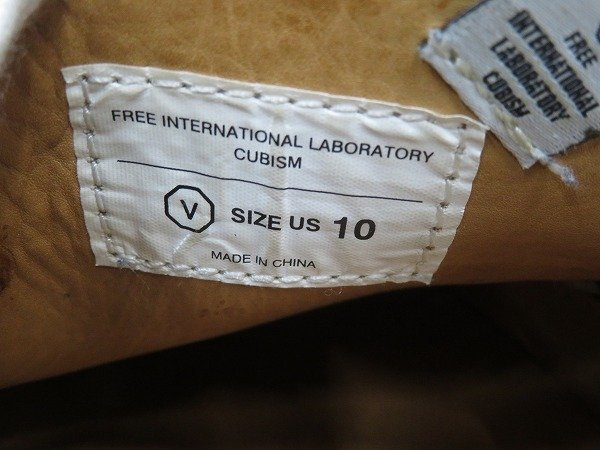 FREE INTERNATIONAL LABORATORY
CUBISM
V SIZE US 10
MADE IN CHINA
FREE
INTERNATIONAL
LABORATORY
CUBISM